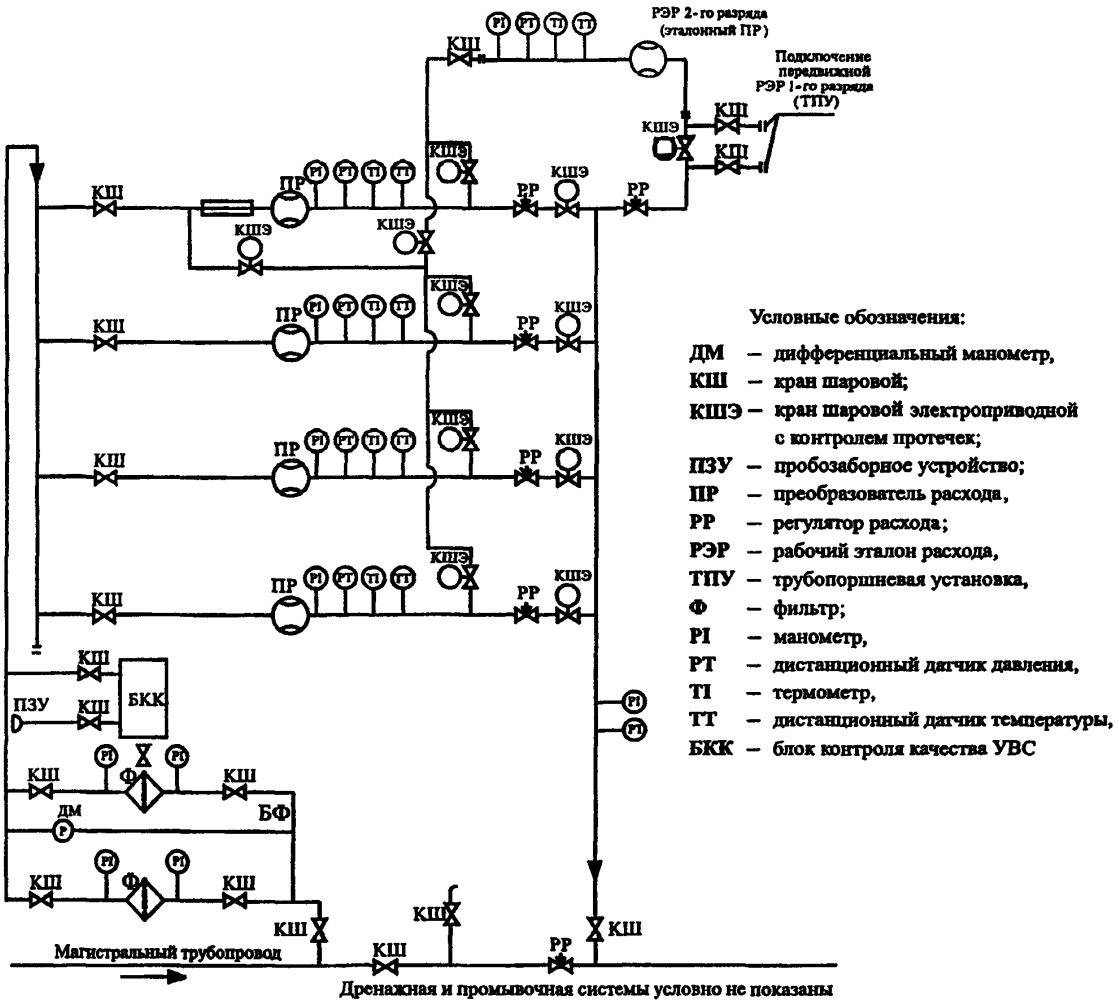 РЭР 2-го разряда
(эталонный ПР)
PI PT TI TT
КШ
Подключение
передвижной
РЭР 1-го разряда
(ТПУ)
КШ
КШЭ
КШ
КШЭ
КШ
ПР
PI PT TI TT
РР
КШЭ
РР
КШЭ
КШЭ
КШЭ
КШ
ПР
PI PT TI TT
РР
КШЭ
КШЭ
КШ
ПР
PI PT TI TT
РР
КШЭ
КШЭ
КШ
ПР
PI PT TI TT
РР
КШЭ
КШ
БКК
ПЗУ
КШ
PI
PT
КШ
PI
Ф
PI
КШ
БФ
ДМ
P
КШ
PI
Ф
PI
КШ
КШ
КШ
КШ
Магистральный трубопровод
КШ
РР
Дренажная и промывочная системы условно не показаны
Условные обозначения:
ДМ – дифференциальный манометр,
КШ – кран шаровой;
КШЭ – кран шаровой электроприводной
с контролем протечек;
ПЗУ – пробозаборное устройство;
ПР – преобразователь расхода,
РР – регулятор расхода;
РЭР – рабочий эталон расхода,
ТПУ – трубопоршневая установка,
Ф – фильтр;
PI – манометр,
РТ – дистанционный датчик давления,
TI – термометр,
ТТ – дистанционный датчик температуры,
БКК – блок контроля качества УВС